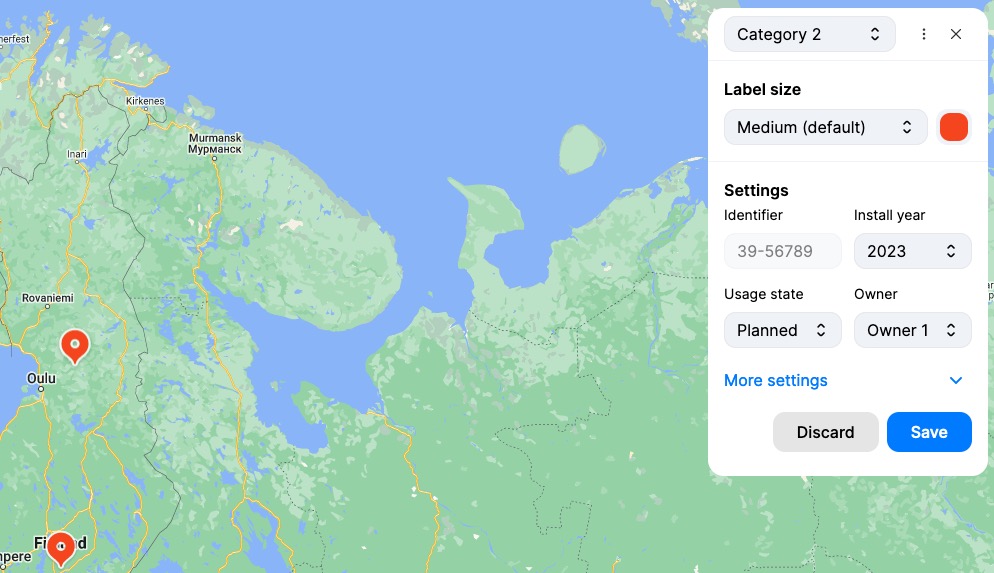 Kirkenes
Murmansk
Мурманск
Inari
Rovaniemi
Oulu
Category 2
Label size
Medium (default)
Settings
Identifier
Install year
39-56789
2023
Usage state
Owner
Planned
Owner 1
More settings
Discard
Save